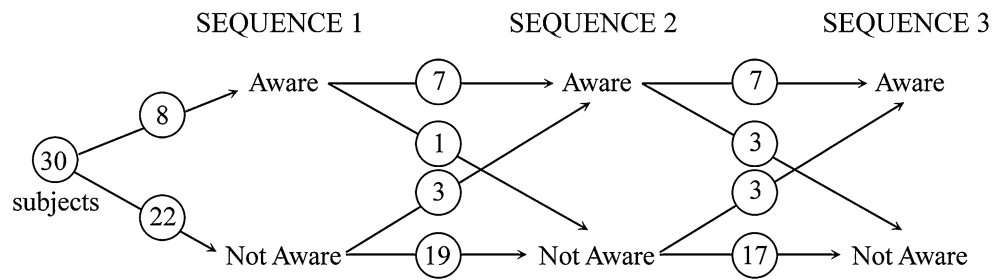 SEQUENCE 1 SEQUENCE 2 SEQUENCE 3
Aware 7 Aware 7 Aware
8
30
subjects
1 3
3 3
22
Not Aware 19 Not Aware 17 Not Aware